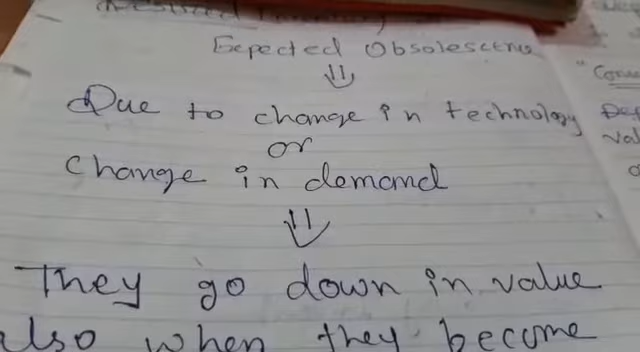 Expected Obsolescence
Due to change in technology
or
change in demand
They go down in value
also when they become